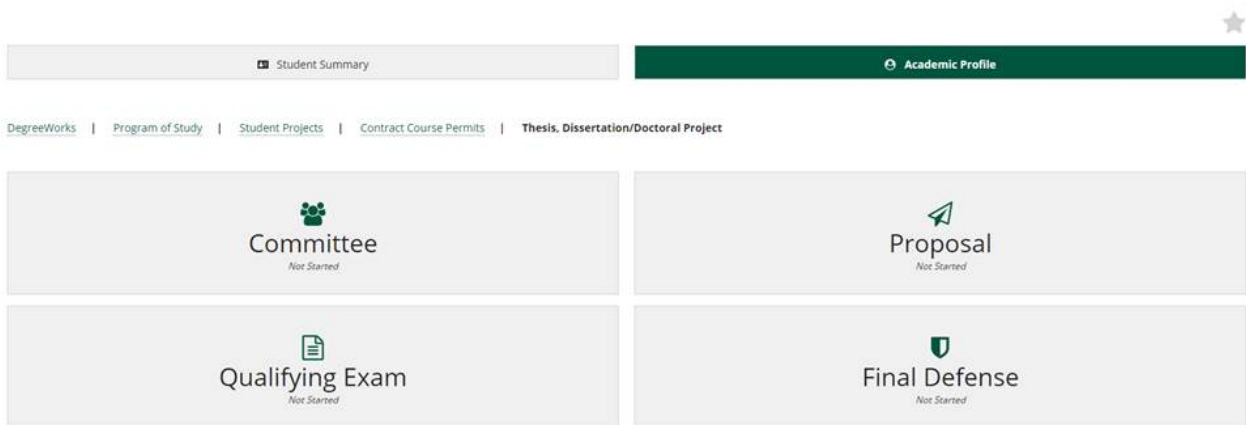 Student Summary
Academic Profile
DegreeWorks | Program of Study | Student Projects | Contract Course Permits | Thesis, Dissertation/Doctoral Project
Committee
Not Started
Proposal
Not Started
Qualifying Exam
Not Started
Final Defense
Not Started